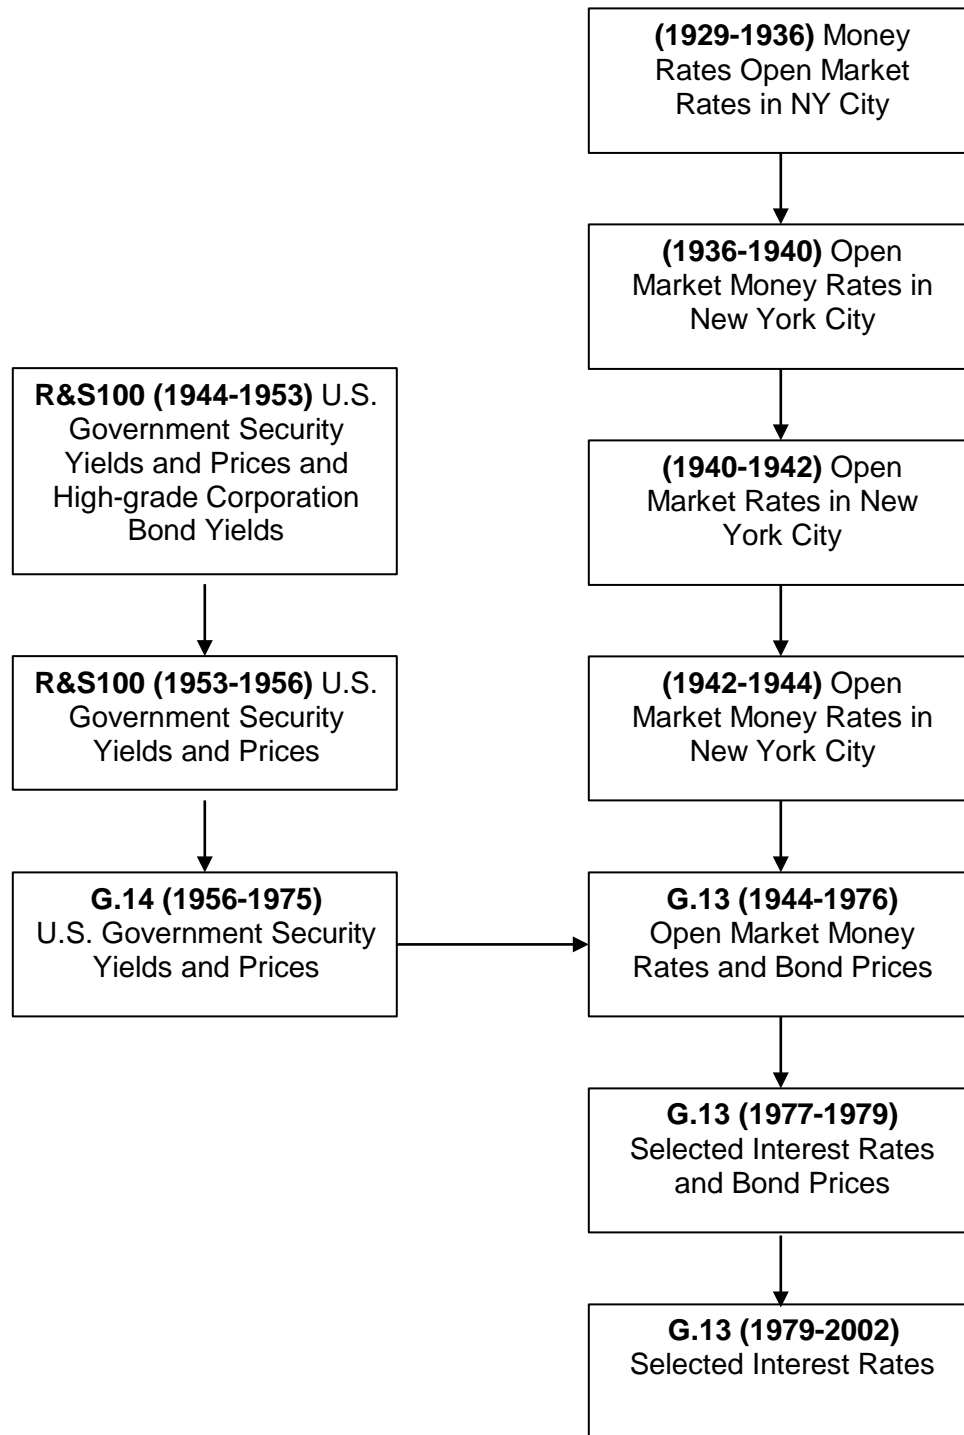 (1929-1936) Money
Rates Open Market
Rates in NY City
(1936-1940) Open
Market Money Rates in
New York City
R&S100 (1944-1953) U.S.
Government Security
Yields and Prices and
High-grade Corporation
Bond Yields
(1940-1942) Open
Market Rates in New
York City
R&S100 (1953-1956) U.S.
Government Security
Yields and Prices
(1942-1944) Open
Market Money Rates in
New York City
G.14 (1956-1975)
U.S. Government Security
Yields and Prices
G.13 (1944-1976)
Open Market Money
Rates and Bond Prices
G.13 (1977-1979)
Selected Interest Rates
and Bond Prices
G.13 (1979-2002)
Selected Interest Rates